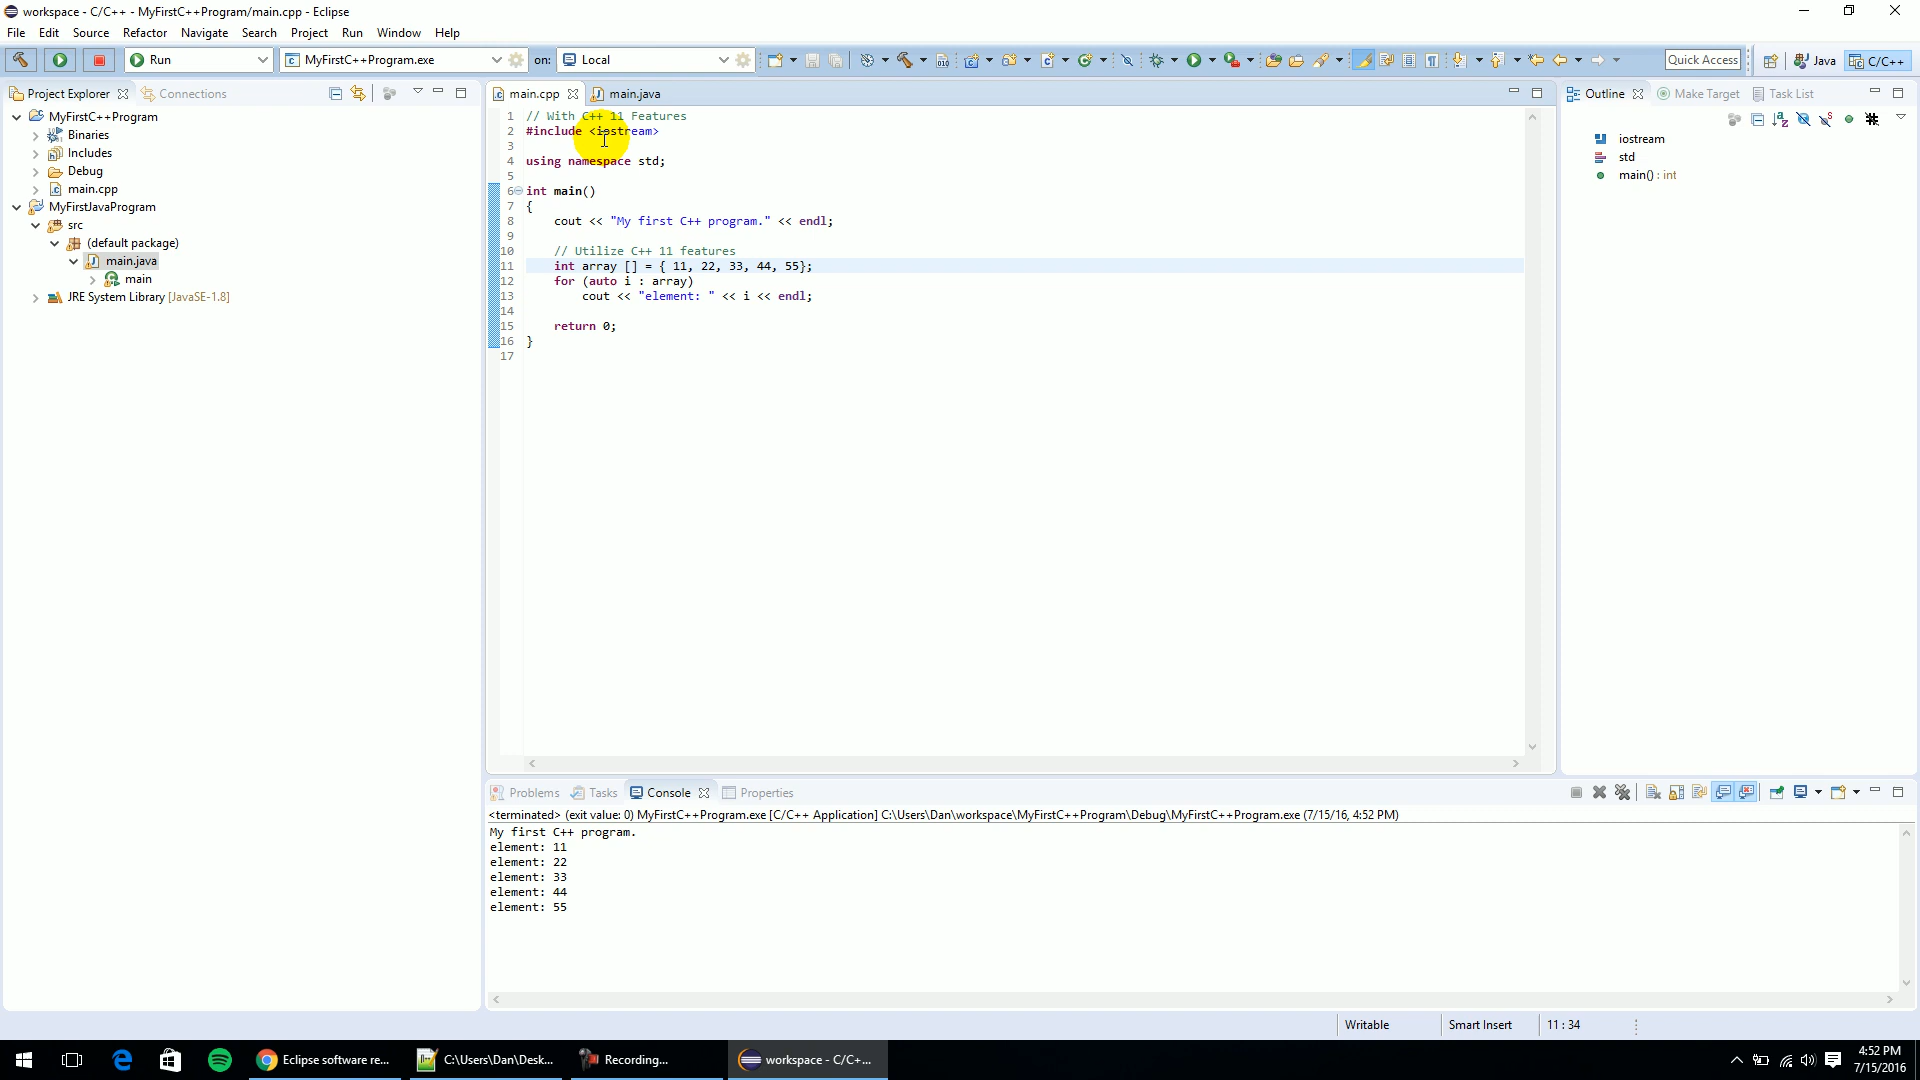 workspace - C/C++ - MyFirstC++Program/main.cpp - Eclipse
File Edit Source Refactor Navigate Search Project Run Window Help
Run MyFirstC++Program.exe on: Local Quick Access Java C/C++
Project Explorer Connections
MyFirstC++Program
Binaries
Includes
Debug
main.cpp
MyFirstJavaProgram
src
(default package)
main.java
main
JRE System Library [JavaSE-1.8]
main.cpp main.java
1 // With C++ 11 Features
2 #include <iostream>
3
4 using namespace std;
5
6 int main()
7 {
8 cout << "My first C++ program." << endl;
9
10 // Utilize C++ 11 features
11 int array [] = { 11, 22, 33, 44, 55};
12 for (auto i : array)
13 cout << "element: " << i << endl;
14
15 return 0;
16 }
17
Outline Make Target Task List
iostream
std
main() : int
Problems Tasks Console Properties
<terminated> (exit value: 0) MyFirstC++Program.exe [C/C++ Application] C:\Users\Dan\workspace\MyFirstC++Program\Debug\MyFirstC++Program.exe (7/15/16, 4:52 PM)
My first C++ program.
element: 11
element: 22
element: 33
element: 44
element: 55
Writable Smart Insert 11 : 34
Eclipse software re... C:\Users\Dan\Desk... Recording... workspace - C/C+...
4:52 PM
7/15/2016